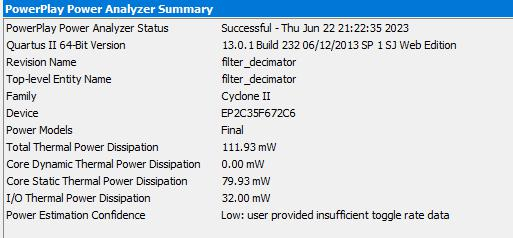 PowerPlay Power Analyzer Summary
PowerPlay Power Analyzer Status Successful - Thu Jun 22 21:22:35 2023
Quartus II 64-Bit Version 13.0.1 Build 232 06/12/2013 SP 1 SJ Web Edition
Revision Name filter_decimator
Top-level Entity Name filter_decimator
Family Cyclone II
Device EP2C35F672C6
Power Models Final
Total Thermal Power Dissipation 111.93 mW
Core Dynamic Thermal Power Dissipation 0.00 mW
Core Static Thermal Power Dissipation 79.93 mW
I/O Thermal Power Dissipation 32.00 mW
Power Estimation Confidence Low: user provided insufficient toggle rate data